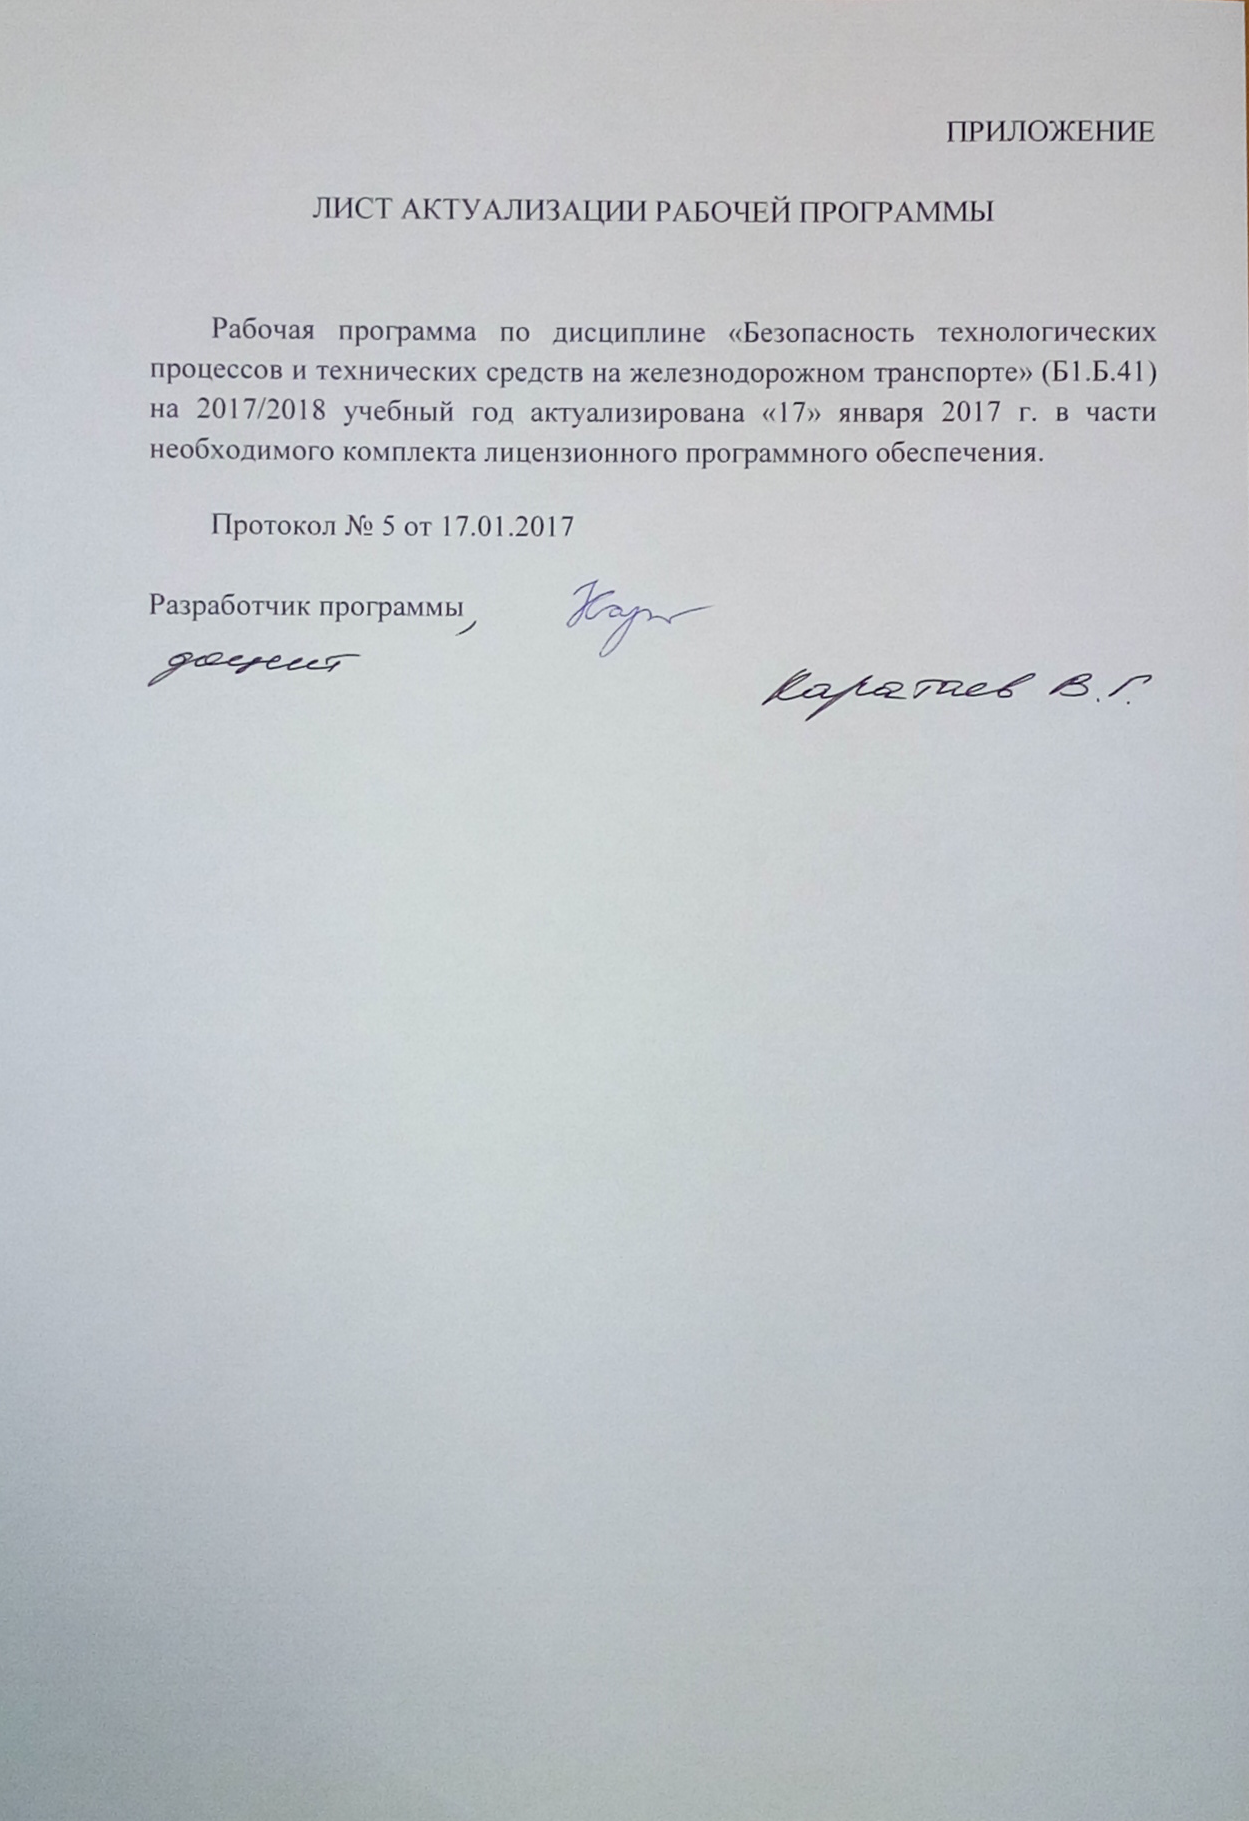 ПРИЛОЖЕНИЕ
ЛИСТ АКТУАЛИЗАЦИИ РАБОЧЕЙ ПРОГРАММЫ
Рабочая программа по дисциплине «Безопасность технологических
процессов и технических средств на железнодорожном транспорте» (Б1.Б.41)
на 2017/2018 учебный год актуализирована «17» января 2017 г. в части
необходимого комплекта лицензионного программного обеспечения.
Протокол № 5 от 17.01.2017
Разработчик программы,
доцент
Каратаев В.Г.